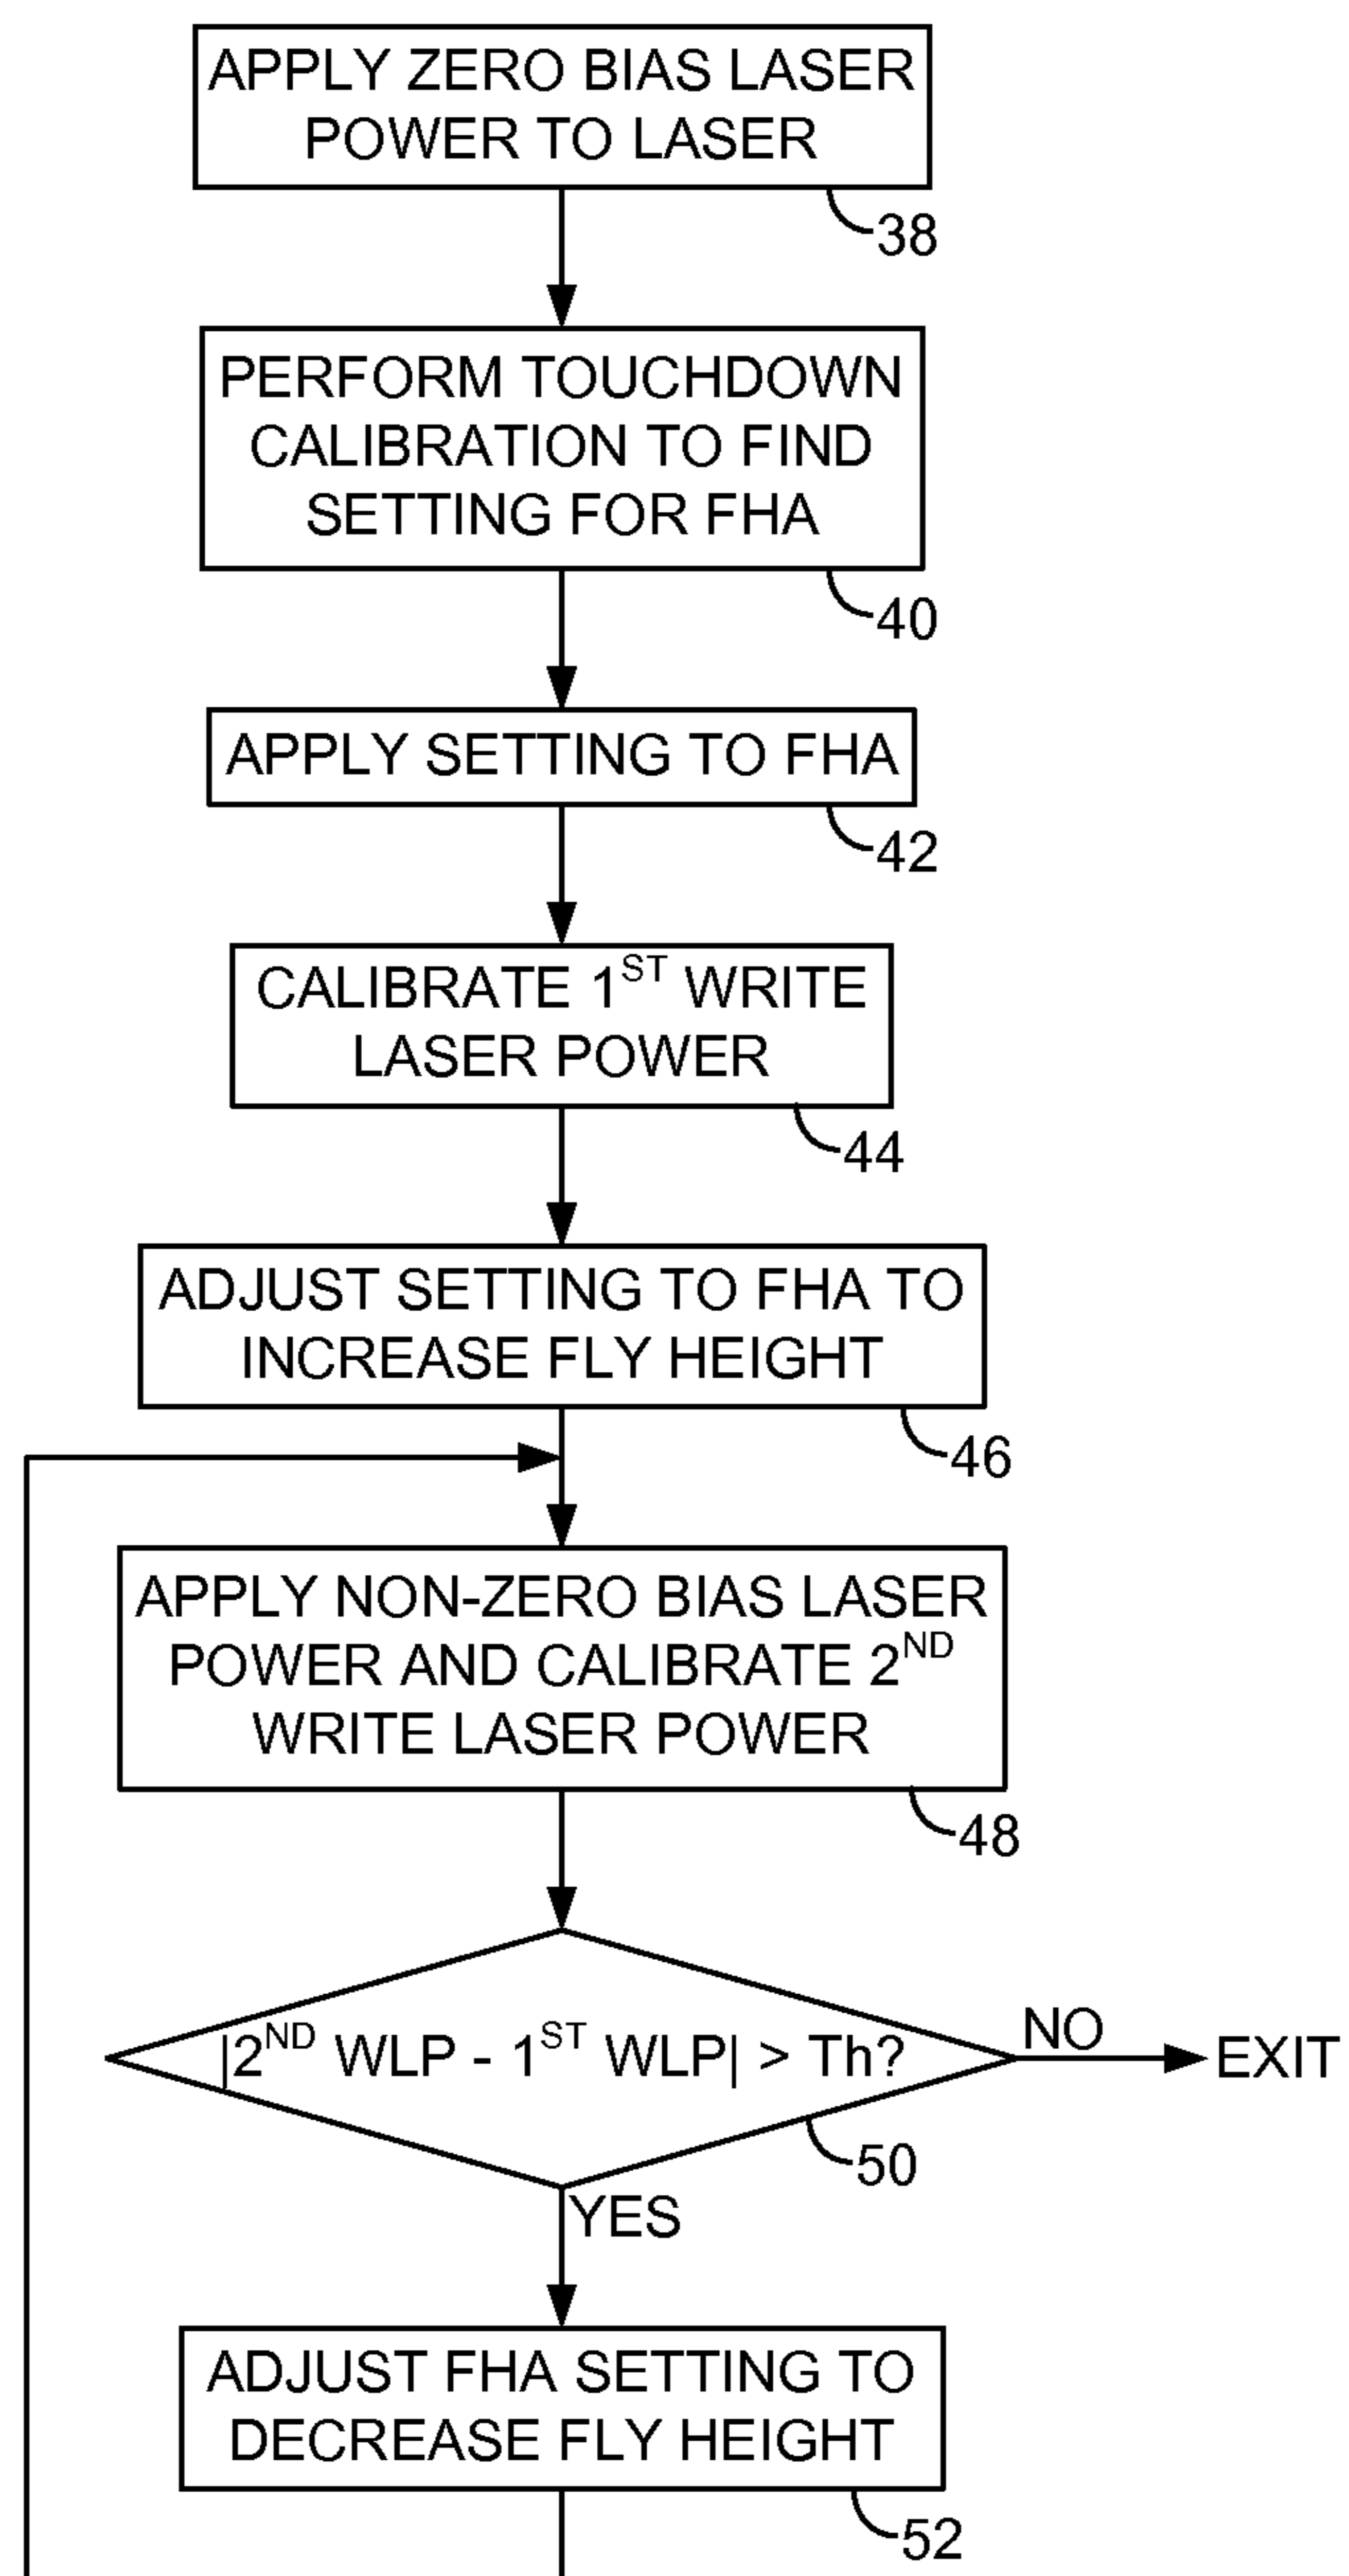 APPLY ZERO BIAS LASER
POWER TO LASER
38
PERFORM TOUCHDOWN
CALIBRATION TO FIND
SETTING FOR FHA
40
APPLY SETTING TO FHA
42
CALIBRATE 1ST WRITE
LASER POWER
44
ADJUST SETTING TO FHA TO
INCREASE FLY HEIGHT
46
APPLY NON-ZERO BIAS LASER
POWER AND CALIBRATE 2ND
WRITE LASER POWER
48
|2ND WLP - 1ST WLP| > Th?
NO
EXIT
50
YES
ADJUST FHA SETTING TO
DECREASE FLY HEIGHT
52